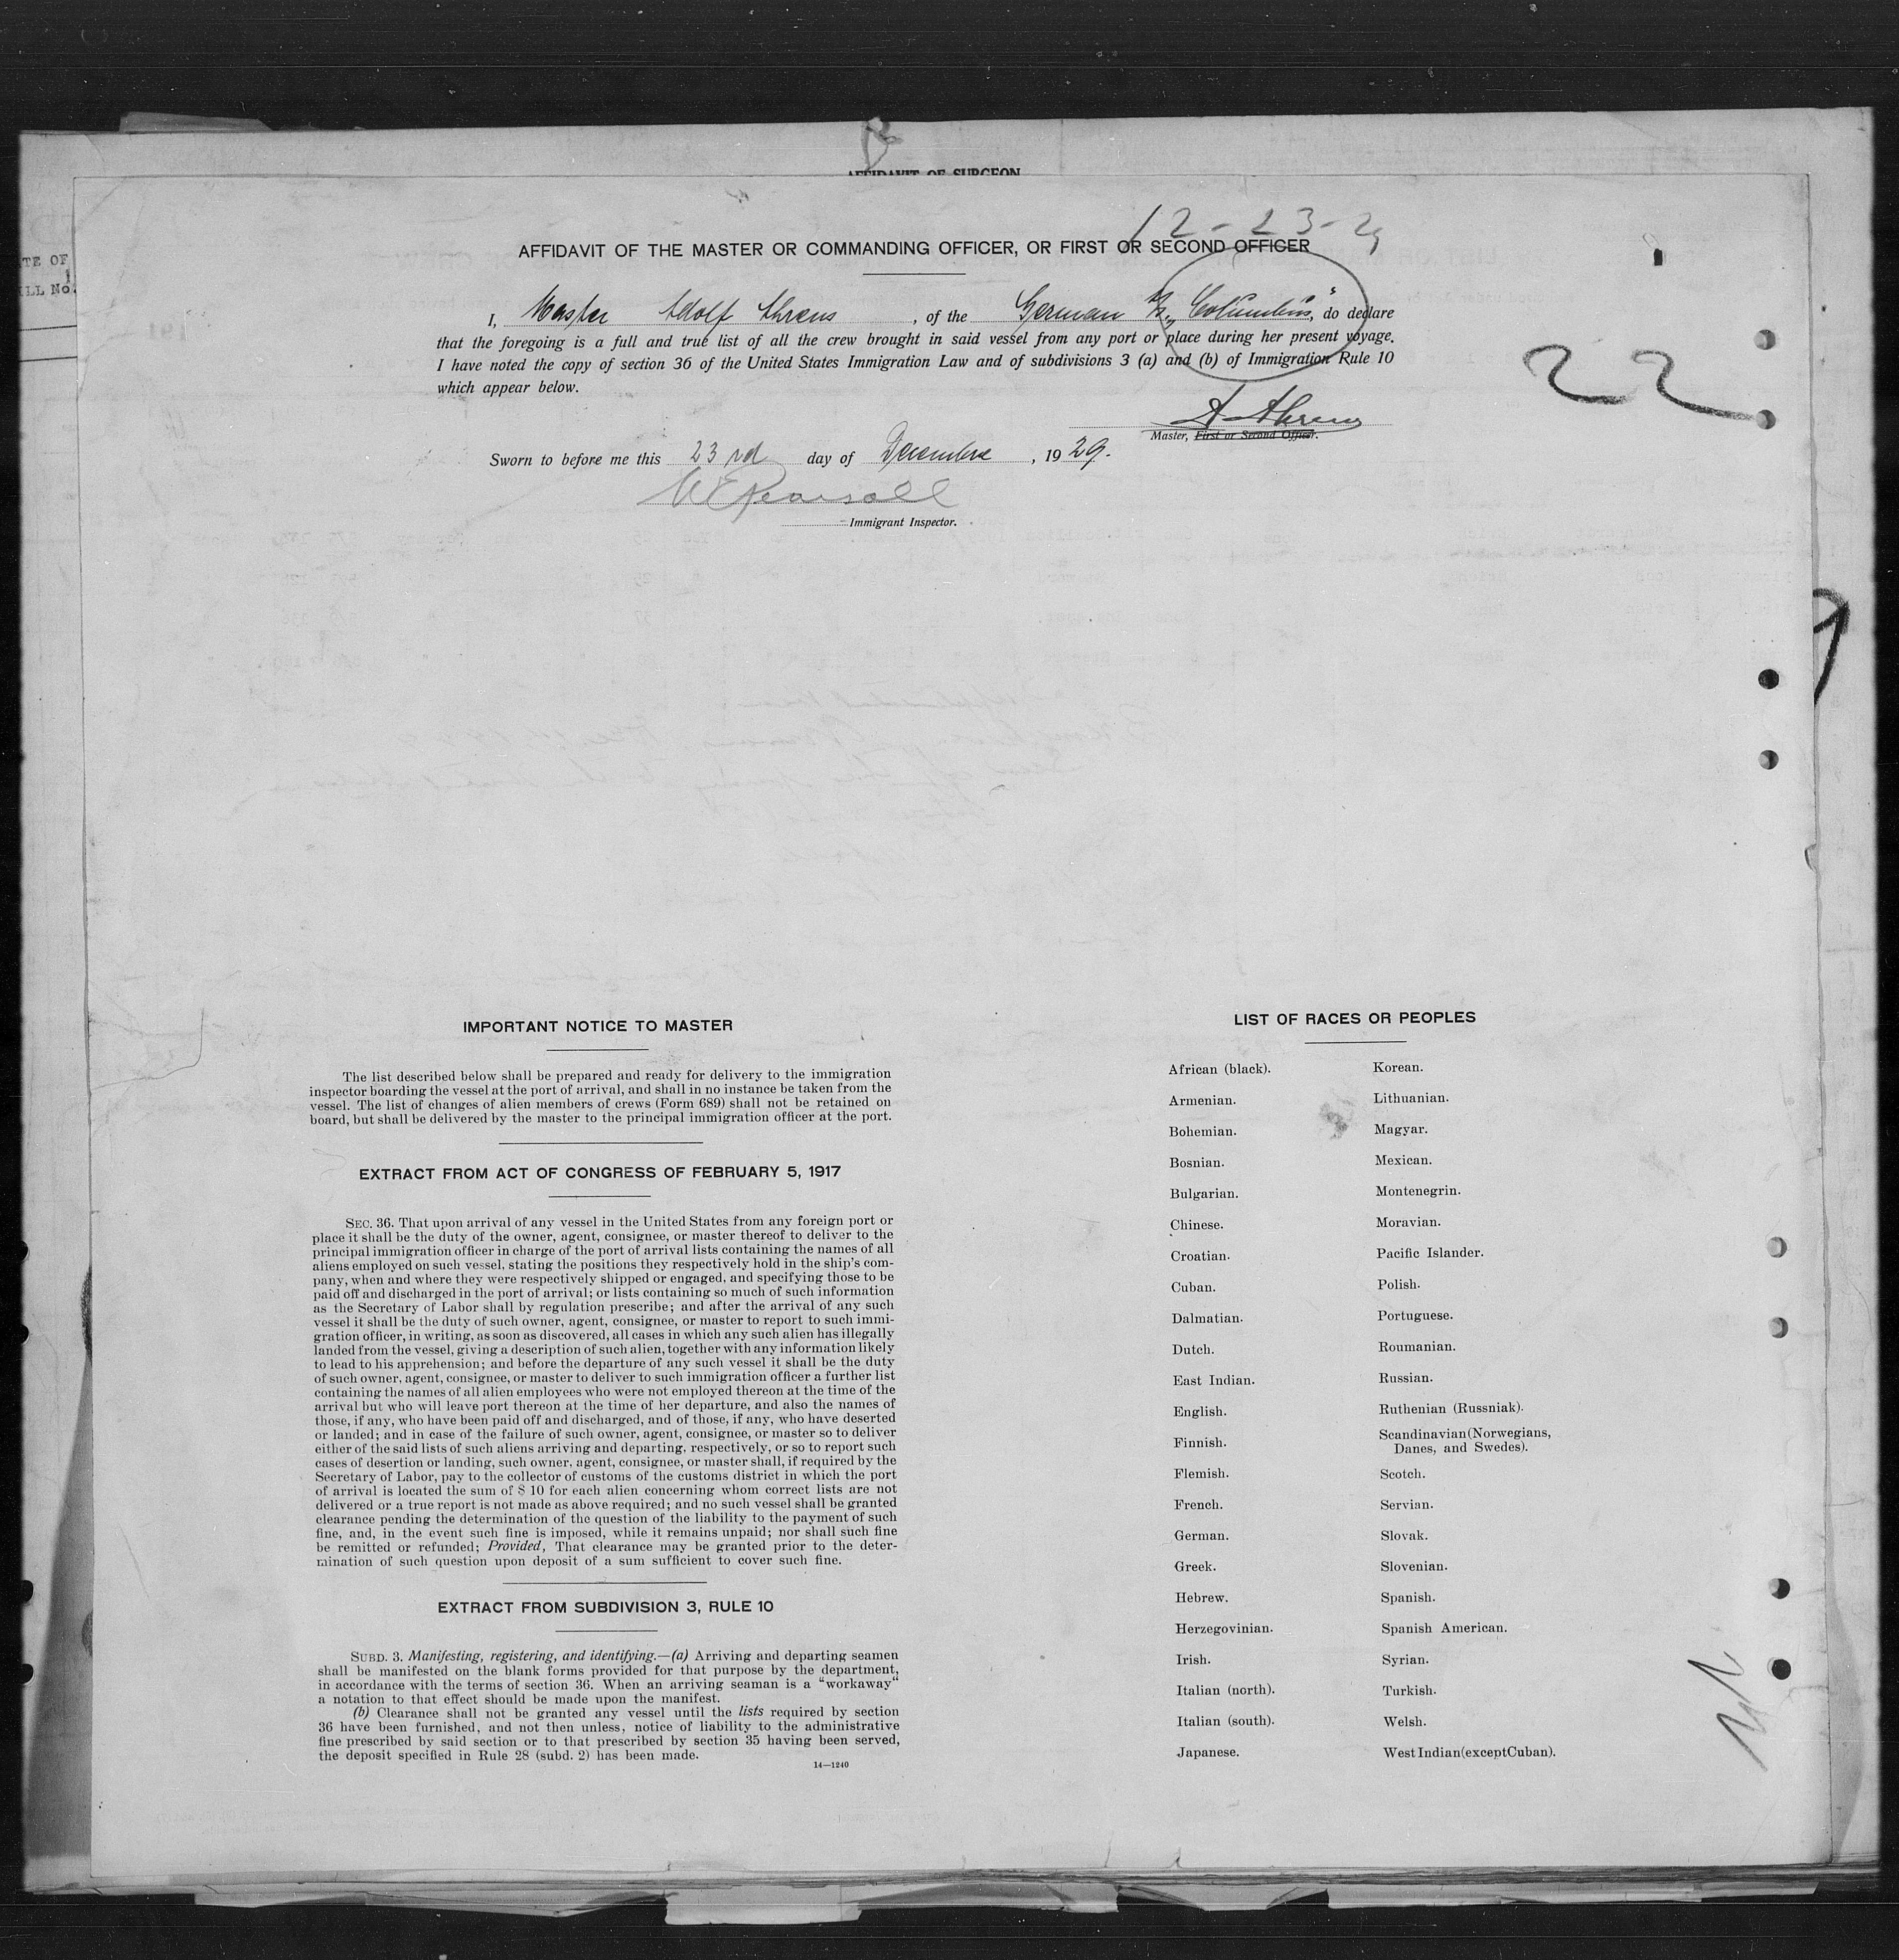 AFFIDAVIT OF SURGEON
12-23-29
AFFIDAVIT OF THE MASTER OR COMMANDING OFFICER, OR FIRST OR SECOND OFFICER
TE OF
LL No.
I, Master Adolf Ahrens, of the German "Columbus", do declare
that the foregoing is a full and true list of all the crew brought in said vessel from any port or place during her present voyage.
I have noted the copy of section 36 of the United States Immigration Law and of subdivisions 3 (a) and (b) of Immigration Rule 10
which appear below.
22
A Ahrens
Master, First or Second Officer.
Sworn to before me this 23rd day of December, 1929.
W E Pearsall
Immigrant Inspector.
IMPORTANT NOTICE TO MASTER
The list described below shall be prepared and ready for delivery to the immigration
inspector boarding the vessel at the port of arrival, and shall in no instance be taken from the
vessel. The list of changes of alien members of crews (Form 689) shall not be retained on
board, but shall be delivered by the master to the principal immigration officer at the port.
EXTRACT FROM ACT OF CONGRESS OF FEBRUARY 5, 1917
SEC. 36. That upon arrival of any vessel in the United States from any foreign port or
place it shall be the duty of the owner, agent, consignee, or master thereof to deliver to the
principal immigration officer in charge of the port of arrival lists containing the names of all
aliens employed on such vessel, stating the positions they respectively hold in the ship's com-
pany, when and where they were respectively shipped or engaged, and specifying those to be
paid off and discharged in the port of arrival; or lists containing so much of such information
as the Secretary of Labor shall by regulation prescribe; and after the arrival of any such
vessel it shall be the duty of such owner, agent, consignee, or master to report to such immi-
gration officer, in writing, as soon as discovered, all cases in which any such alien has illegally
landed from the vessel, giving a description of such alien, together with any information likely
to lead to his apprehension; and before the departure of any such vessel it shall be the duty
of such owner, agent, consignee, or master to deliver to such immigration officer a further list
containing the names of all alien employees who were not employed thereon at the time of the
arrival but who will leave port thereon at the time of her departure, and also the names of
those, if any, who have been paid off and discharged, and of those, if any, who have deserted
or landed; and in case of the failure of such owner, agent, consignee, or master so to deliver
either of the said lists of such aliens arriving and departing, respectively, or so to report such
cases of desertion or landing, such owner, agent, consignee, or master shall, if required by the
Secretary of Labor, pay to the collector of customs of the customs district in which the port
of arrival is located the sum of $ 10 for each alien concerning whom correct lists are not
delivered or a true report is not made as above required; and no such vessel shall be granted
clearance pending the determination of the question of the liability to the payment of such
fine, and, in the event such fine is imposed, while it remains unpaid; nor shall such fine
be remitted or refunded; Provided, That clearance may be granted prior to the deter-
mination of such question upon deposit of a sum sufficient to cover such fine.
EXTRACT FROM SUBDIVISION 3, RULE 10
SUBD. 3. Manifesting, registering, and identifying.—(a) Arriving and departing seamen
shall be manifested on the blank forms provided for that purpose by the department,
in accordance with the terms of section 36. When an arriving seaman is a "workaway"
a notation to that effect should be made upon the manifest.
(b) Clearance shall not be granted any vessel until the lists required by section
36 have been furnished, and not then unless, notice of liability to the administrative
fine prescribed by said section or to that prescribed by section 35 having been served,
the deposit specified in Rule 28 (subd. 2) has been made.
14—1240
LIST OF RACES OR PEOPLES
African (black).
Armenian.
Bohemian.
Bosnian.
Bulgarian.
Chinese.
Croatian.
Cuban.
Dalmatian.
Dutch.
East Indian.
English.
Finnish.
Flemish.
French.
German.
Greek.
Hebrew.
Herzegovinian.
Irish.
Italian (north).
Italian (south).
Japanese.
Korean.
Lithuanian.
Magyar.
Mexican.
Montenegrin.
Moravian.
Pacific Islander.
Polish.
Portuguese.
Roumanian.
Russian.
Ruthenian (Russniak).
Scandinavian(Norwegians,
Danes, and Swedes).
Scotch.
Servian.
Slovak.
Slovenian.
Spanish.
Spanish American.
Syrian.
Turkish.
Welsh.
West Indian(exceptCuban).